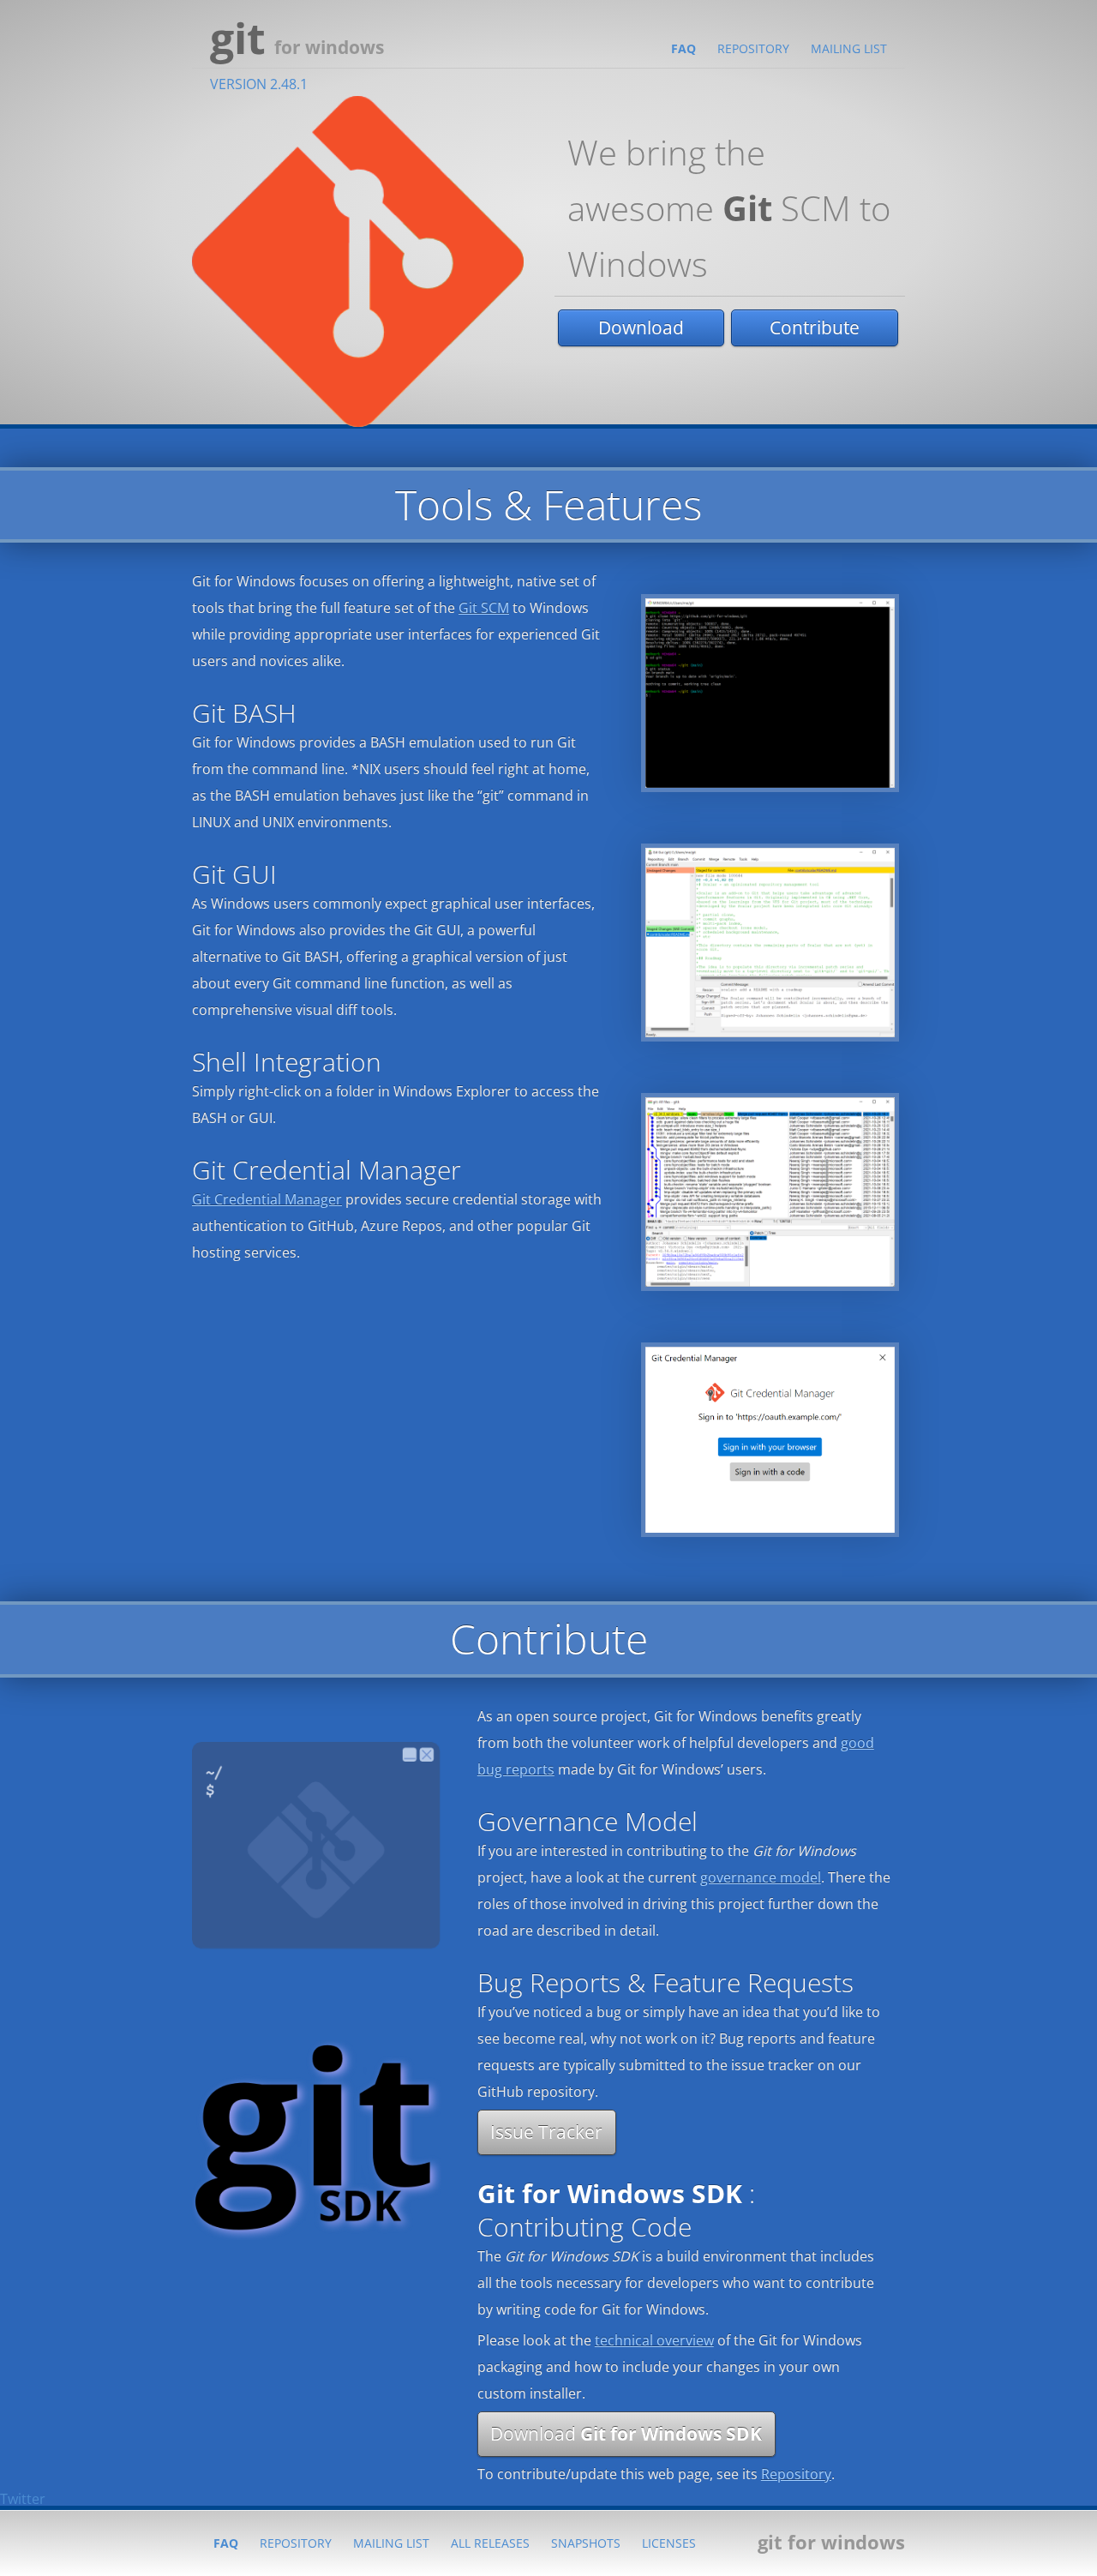 git for windows
FAQ REPOSITORY MAILING LIST
VERSION 2.48.1
We bring the
awesome Git SCM to
Windows
Download Contribute
Tools & Features
Git for Windows focuses on offering a lightweight, native set of
tools that bring the full feature set of the Git SCM to Windows
while providing appropriate user interfaces for experienced Git
users and novices alike.
Git BASH
Git for Windows provides a BASH emulation used to run Git
from the command line. *NIX users should feel right at home,
as the BASH emulation behaves just like the “git” command in
LINUX and UNIX environments.
Git GUI
As Windows users commonly expect graphical user interfaces,
Git for Windows also provides the Git GUI, a powerful
alternative to Git BASH, offering a graphical version of just
about every Git command line function, as well as
comprehensive visual diff tools.
Shell Integration
Simply right-click on a folder in Windows Explorer to access the
BASH or GUI.
Git Credential Manager
Git Credential Manager provides secure credential storage with
authentication to GitHub, Azure Repos, and other popular Git
hosting services.
Git Credential Manager
Git Credential Manager
Sign in to 'https://oauth.example.com/'
Sign in with your browser
Sign in with a code
Contribute
~/
$
As an open source project, Git for Windows benefits greatly
from both the volunteer work of helpful developers and good
bug reports made by Git for Windows’ users.
Governance Model
If you are interested in contributing to the Git for Windows
project, have a look at the current governance model. There the
roles of those involved in driving this project further down the
road are described in detail.
Bug Reports & Feature Requests
If you’ve noticed a bug or simply have an idea that you’d like to
see become real, why not work on it? Bug reports and feature
requests are typically submitted to the issue tracker on our
GitHub repository.
Issue Tracker
git
SDK
Git for Windows SDK :
Contributing Code
The Git for Windows SDK is a build environment that includes
all the tools necessary for developers who want to contribute
by writing code for Git for Windows.
Please look at the technical overview of the Git for Windows
packaging and how to include your changes in your own
custom installer.
Download Git for Windows SDK
To contribute/update this web page, see its Repository.
Twitter
FAQ REPOSITORY MAILING LIST ALL RELEASES SNAPSHOTS LICENSES git for windows